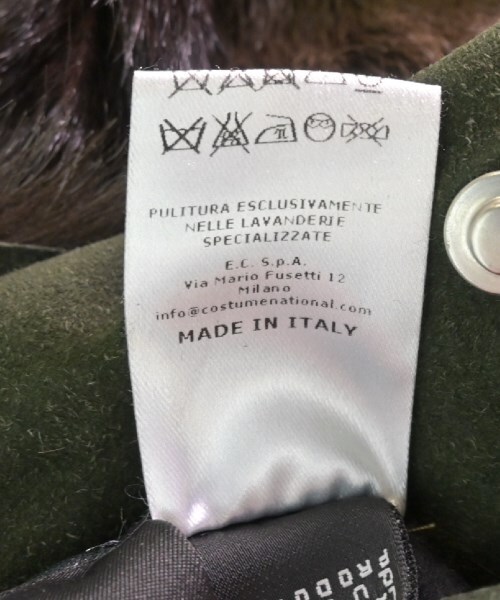 PULITURA ESCLUSIVAMENTE
NELLE LAVANDERIE
SPECIALIZZATE
E.C. S.p.A.
Via Mario Fusetti 12
Milano
info@costumenational.com
MADE IN ITALY